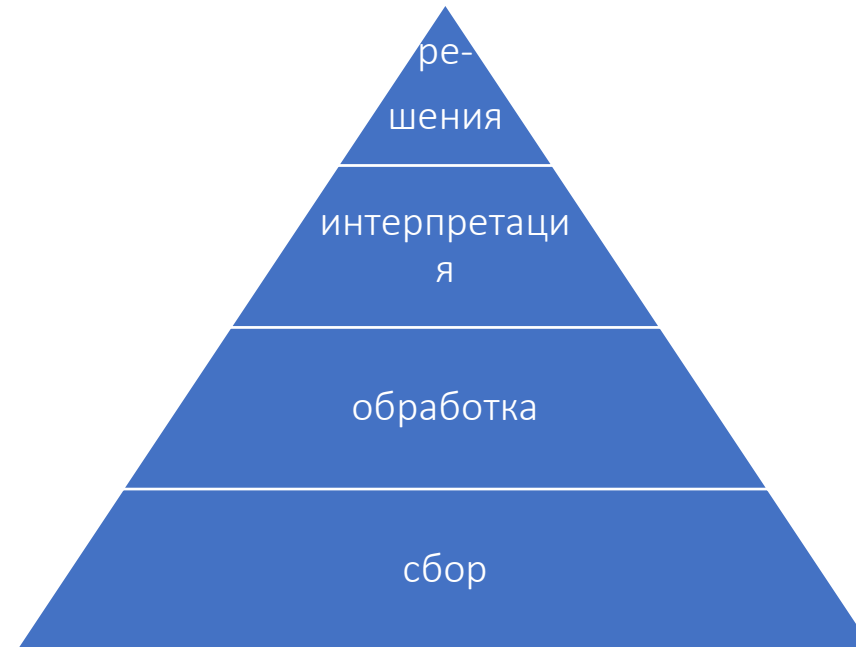 ре-
шения
интерпретаци
я
обработка
сбор